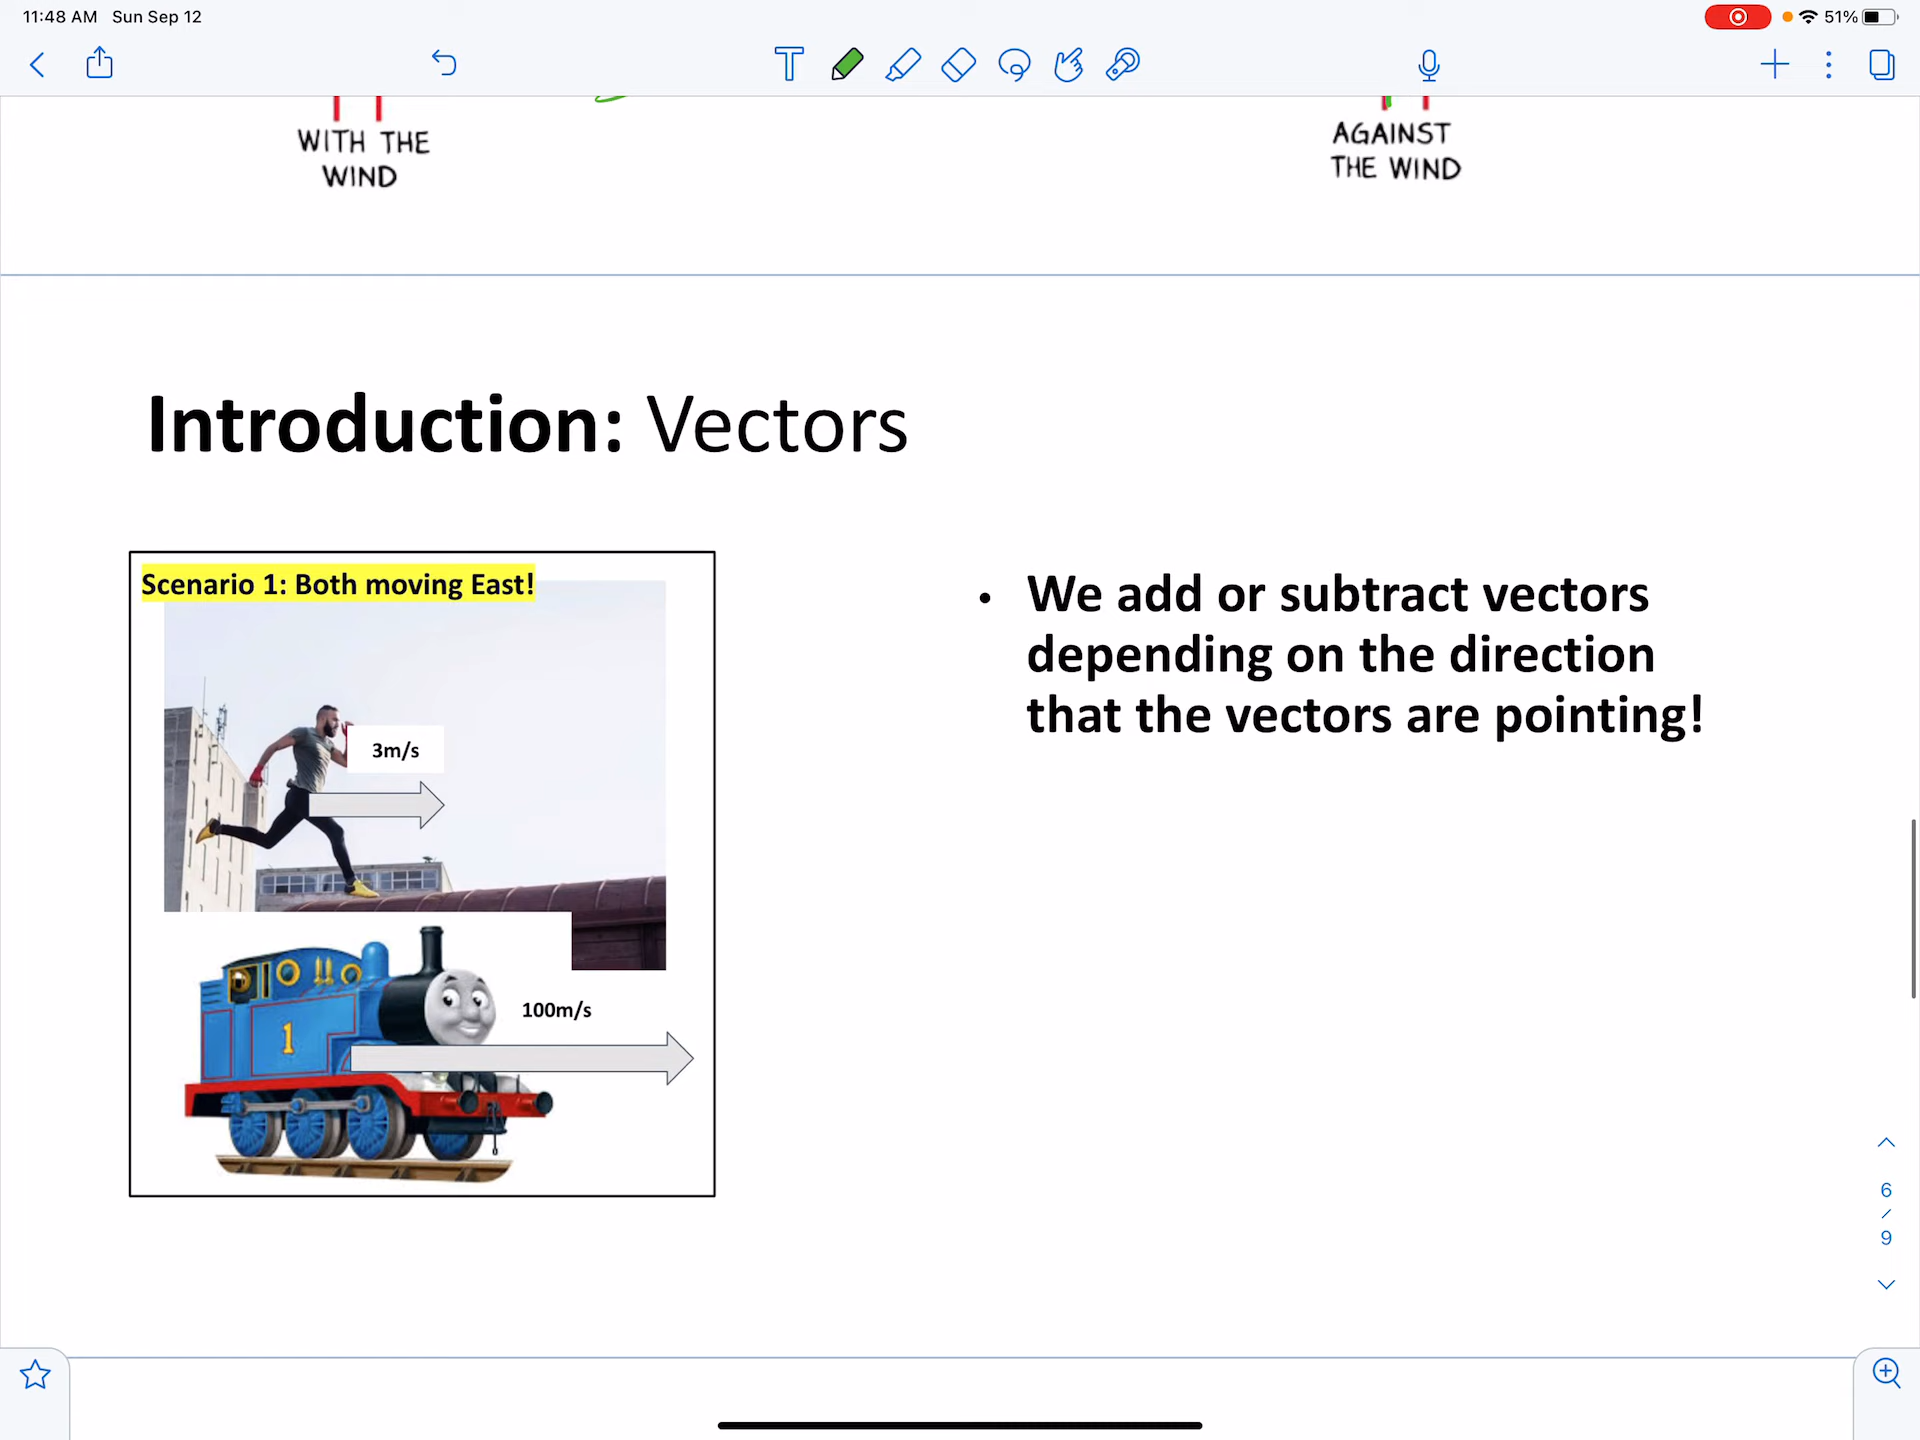 11:48 AM Sun Sep 12
51%
WITH THE
WIND
AGAINST
THE WIND
Introduction: Vectors
Scenario 1: Both moving East!
3m/s
1
100m/s
• We add or subtract vectors
depending on the direction
that the vectors are pointing!
6
/
9